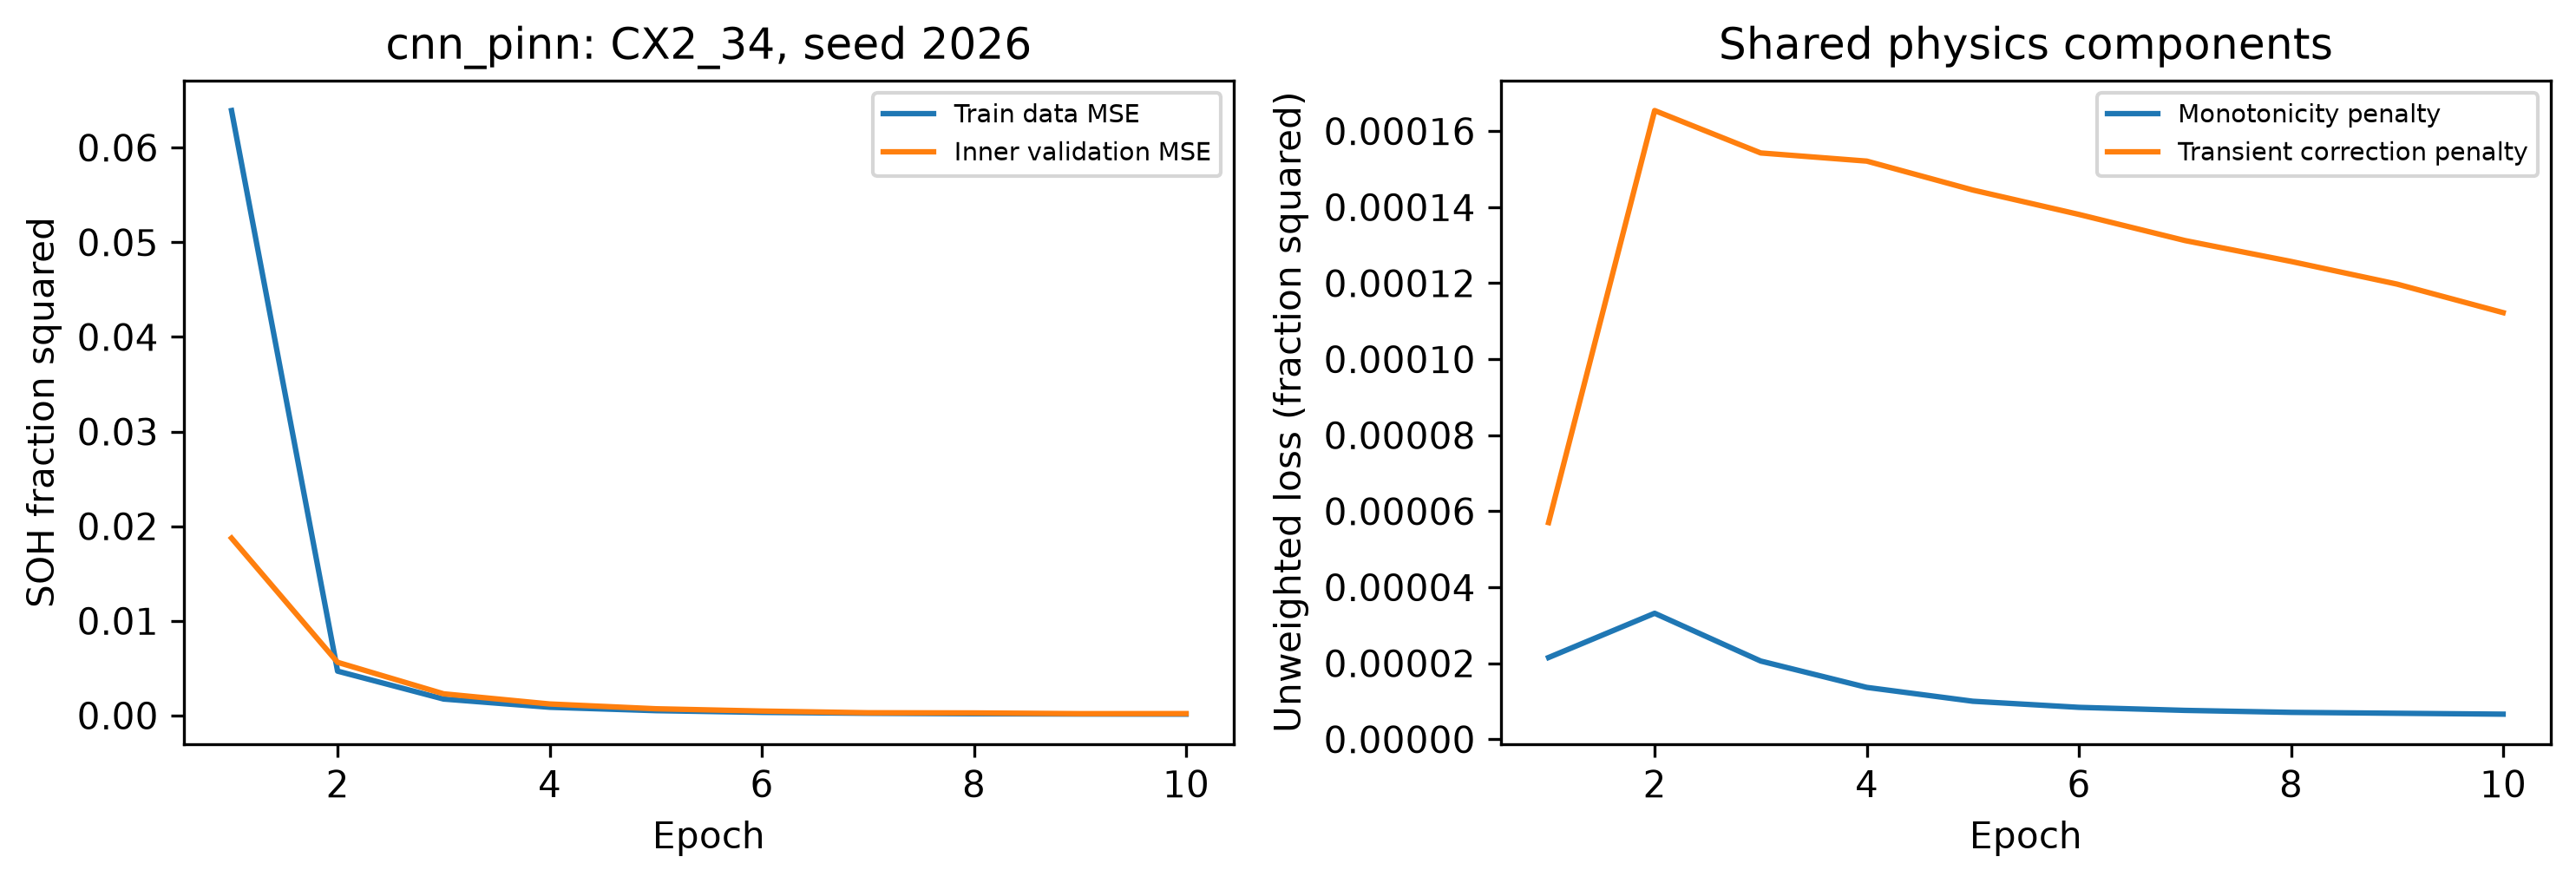 cnn_pinn: CX2_34, seed 2026
SOH fraction squared
0.06
0.05
0.04
0.03
0.02
0.01
0.00
Train data MSE
Inner validation MSE
2
4
6
8
10
Epoch
Shared physics components
Unweighted loss (fraction squared)
0.00016
0.00014
0.00012
0.00010
0.00008
0.00006
0.00004
0.00002
0.00000
Monotonicity penalty
Transient correction penalty
2
4
6
8
10
Epoch